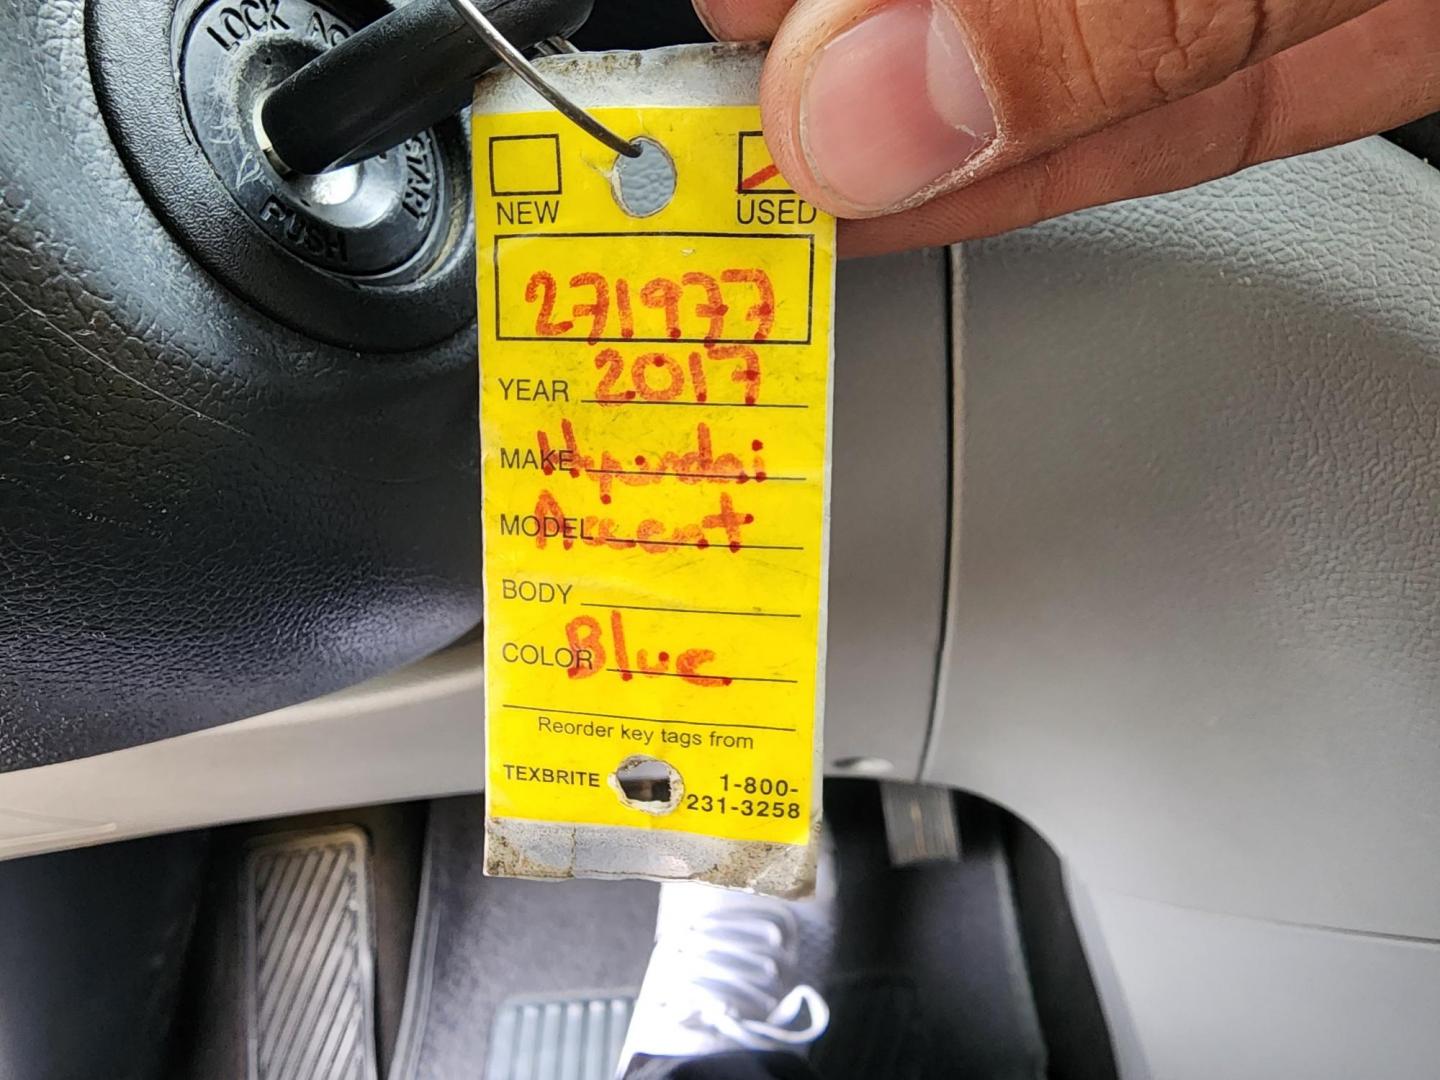 LOCK
START
PUSH
NEW USED
271977
YEAR 2017
MAKE Hyundai
MODEL Accent
BODY
COLOR Blue
Reorder key tags from
TEXBRITE 1-800-
231-3258